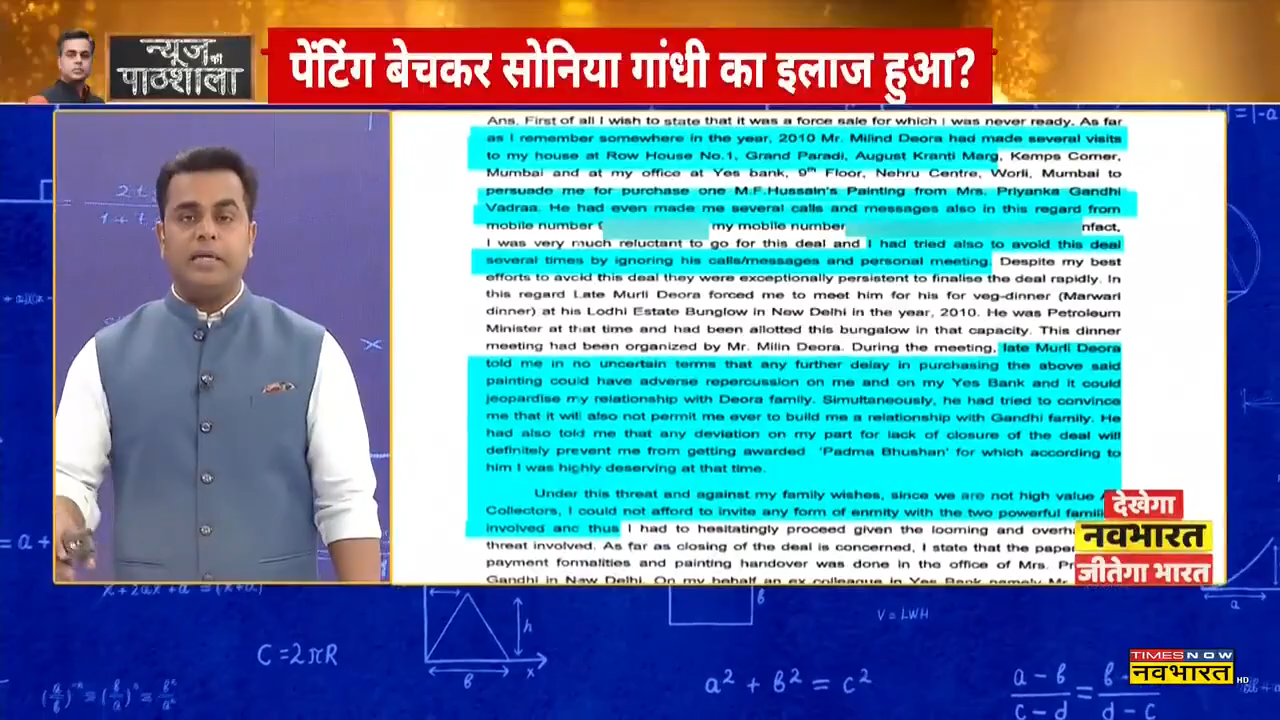 न्यूज की
पाठशाला
पेंटिंग बेचकर सोनिया गांधी का इलाज हुआ?
Ans. First of all I wish to state that it was a force sale for which I was never ready. As far
as I remember somewhere in the year, 2010 Mr. Milind Deora had made several visits
to my house at Row House No.1, Grand Paradi, August Kranti Marg, Kemps Corner,
Mumbai and at my office at Yes bank, 9th Floor, Nehru Centre, Worli, Mumbai to
persuade me for purchase one M.F.Hussain's Painting from Mrs. Priyanka Gandhi
Vadraa. He had even made me several calls and messages also in this regard from
mobile number my mobile number nfact,
I was very much reluctant to go for this deal and I had tried also to avoid this deal
several times by ignoring his calls/messages and personal meeting. Despite my best
efforts to avoid this deal they were exceptionally persistent to finalise the deal rapidly. In
this regard Late Murli Deora forced me to meet him for his for veg-dinner (Marwari
dinner) at his Lodhi Estate Bunglow in New Delhi in the year, 2010. He was Petroleum
Minister at that time and had been allotted this bungalow in that capacity. This dinner
meeting had been organized by Mr. Milin Deora. During the meeting, late Murli Deora
told me in no uncertain terms that any further delay in purchasing the above said
painting could have adverse repercussion on me and on my Yes Bank and it could
jeopardise my relationship with Deora family. Simultaneously, he had tried to convince
me that it will also not permit me ever to build me a relationship with Gandhi family. He
had also told me that any deviation on my part for lack of closure of the deal will
definitely prevent me from getting awarded 'Padma Bhushan' for which according to
him I was highly deserving at that time.
Under this threat and against my family wishes, since we are not high value
Collectors, I could not afford to invite any form of enmity with the two powerful famili
involved and thus I had to hesitatingly proceed given the looming and overh
threat involved. As far as closing of the deal is concerned, I state that the paper
payment formalities and painting handover was done in the office of Mrs. Pr
Gandhi in New Delhi. On my behalf an ex colleague in Yes Bank namely Mr.
देखेगा
नवभारत
जीतेगा भारत
C = 2πR
h
b
x
b
V = LWH
a² + b² = c²
a - b
c - d
=
b -
d - c
a
TIMES NOW
नवभारत HD